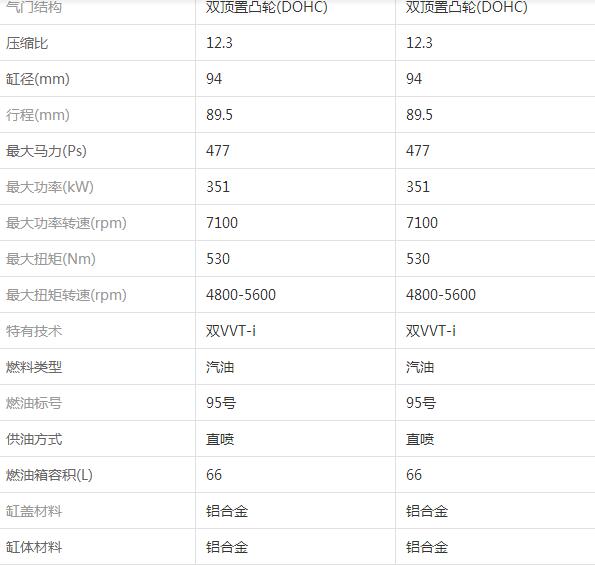 气门结构 双顶置凸轮(DOHC) 双顶置凸轮(DOHC)
压缩比 12.3 12.3
缸径(mm) 94 94
行程(mm) 89.5 89.5
最大马力(Ps) 477 477
最大功率(kW) 351 351
最大功率转速(rpm) 7100 7100
最大扭矩(Nm) 530 530
最大扭矩转速(rpm) 4800-5600 4800-5600
特有技术 双VVT-i 双VVT-i
燃料类型 汽油 汽油
燃油标号 95号 95号
供油方式 直喷 直喷
燃油箱容积(L) 66 66
缸盖材料 铝合金 铝合金
缸体材料 铝合金 铝合金